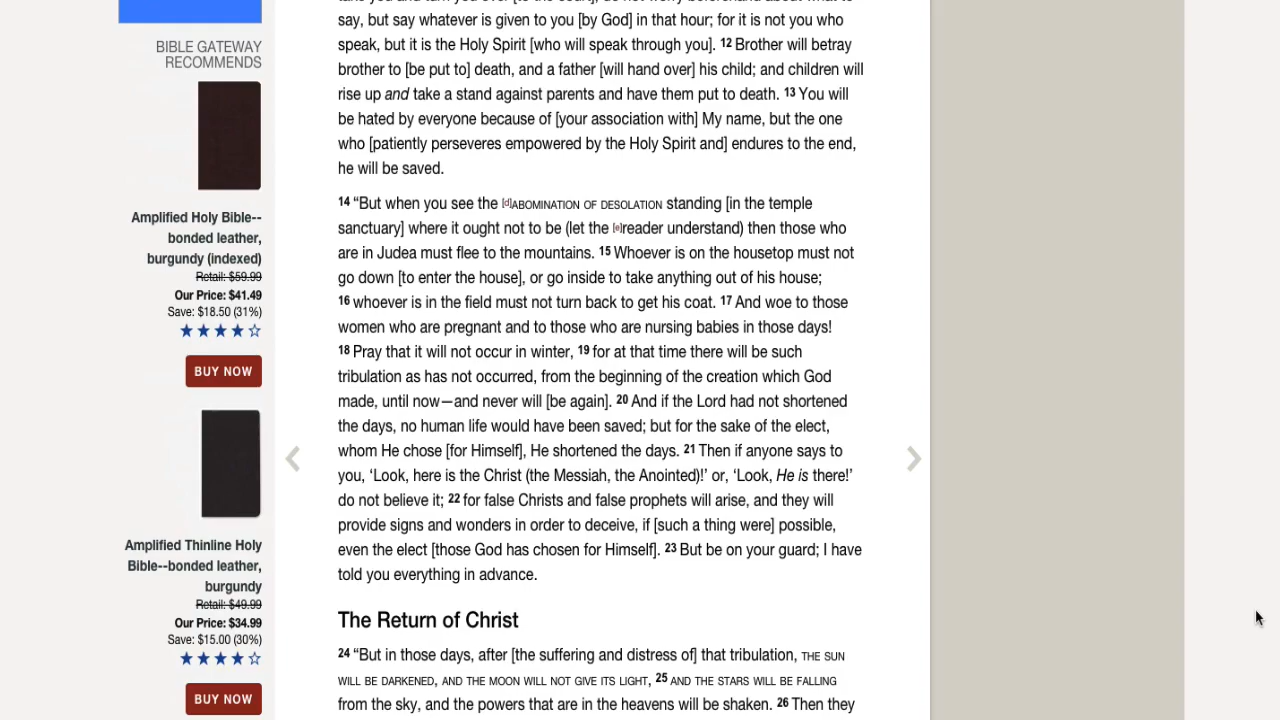 BIBLE GATEWAY
RECOMMENDS
Amplified Holy Bible--
bonded leather,
burgundy (indexed)
Retail: $59.99
Our Price: $41.49
Save: $18.50 (31%)
★★★★☆
BUY NOW
Amplified Thinline Holy
Bible--bonded leather,
burgundy
Retail: $49.99
Our Price: $34.99
Save: $15.00 (30%)
★★★★☆
BUY NOW
say, but say whatever is given to you [by God] in that hour; for it is not you who
speak, but it is the Holy Spirit [who will speak through you]. 12 Brother will betray
brother to [be put to] death, and a father [will hand over] his child; and children will
rise up and take a stand against parents and have them put to death. 13 You will
be hated by everyone because of [your association with] My name, but the one
who [patiently perseveres empowered by the Holy Spirit and] endures to the end,
he will be saved.
14 “But when you see the [d]ABOMINATION OF DESOLATION standing [in the temple
sanctuary] where it ought not to be (let the [e]reader understand) then those who
are in Judea must flee to the mountains. 15 Whoever is on the housetop must not
go down [to enter the house], or go inside to take anything out of his house;
16 whoever is in the field must not turn back to get his coat. 17 And woe to those
women who are pregnant and to those who are nursing babies in those days!
18 Pray that it will not occur in winter, 19 for at that time there will be such
tribulation as has not occurred, from the beginning of the creation which God
made, until now—and never will [be again]. 20 And if the Lord had not shortened
the days, no human life would have been saved; but for the sake of the elect,
whom He chose [for Himself], He shortened the days. 21 Then if anyone says to
you, ‘Look, here is the Christ (the Messiah, the Anointed)!’ or, ‘Look, He is there!’
do not believe it; 22 for false Christs and false prophets will arise, and they will
provide signs and wonders in order to deceive, if [such a thing were] possible,
even the elect [those God has chosen for Himself]. 23 But be on your guard; I have
told you everything in advance.
The Return of Christ
24 “But in those days, after [the suffering and distress of] that tribulation, THE SUN
WILL BE DARKENED, AND THE MOON WILL NOT GIVE ITS LIGHT, 25 AND THE STARS WILL BE FALLING
from the sky, and the powers that are in the heavens will be shaken. 26 Then they